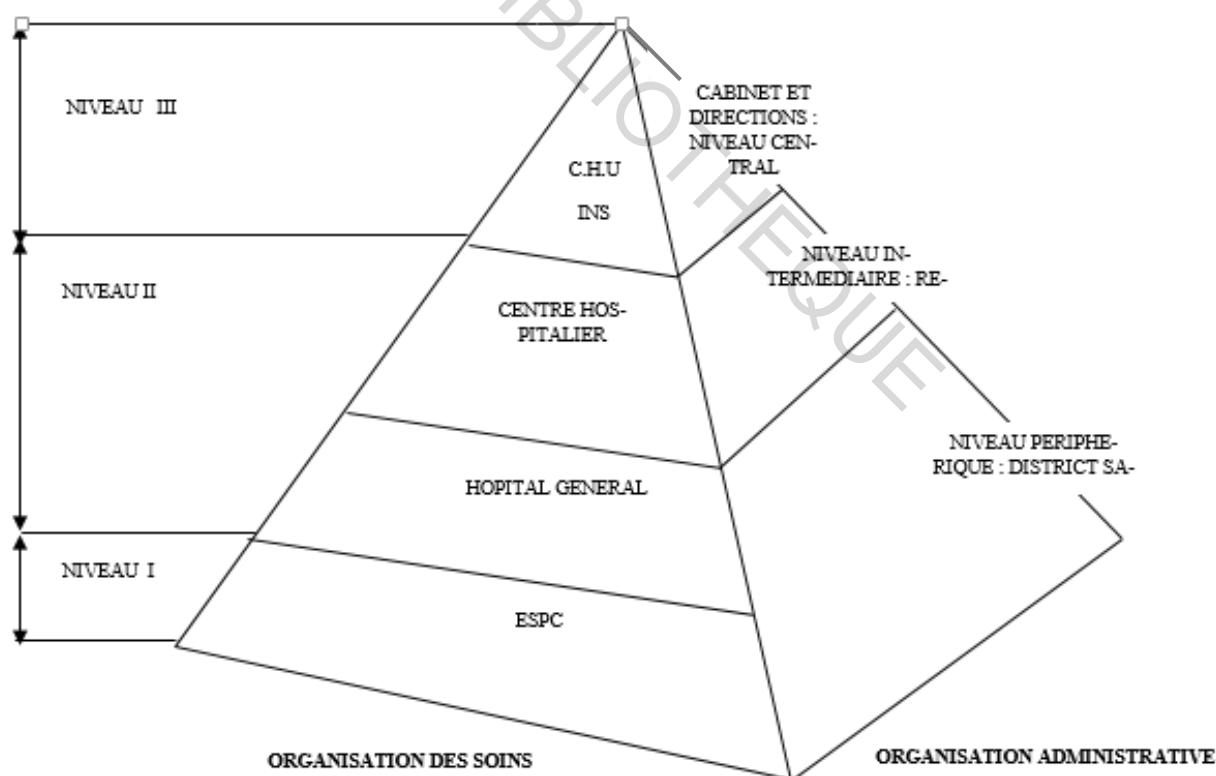 BLIOTHEQUE
NIVEAU III
CABINET ET
DIRECTIONS :
NIVEAU CEN-
TRAL
C.H.U
INS
NIVEAU IN-
TERMEDIAIRE : RE-
NIVEAU II
CENTRE HOS-
PITALIER
NIVEAU PERIPHE-
RIQUE : DISTRICT SA-
HOPITAL GENERAL
NIVEAU I
ESPC
ORGANISATION DES SOINS
ORGANISATION ADMINISTRATIVE